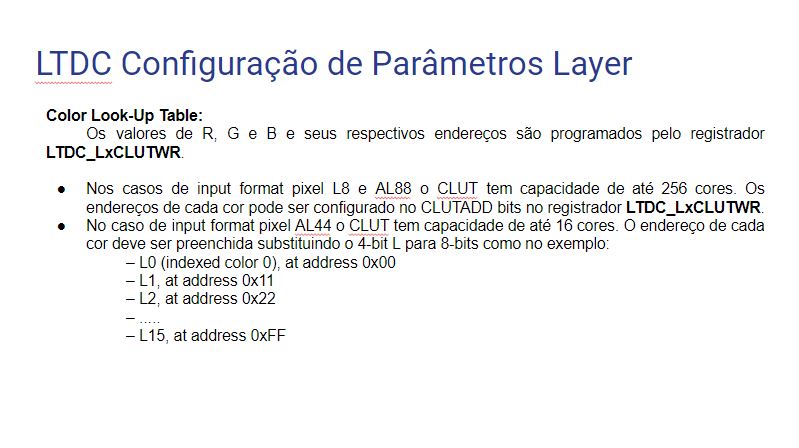 LTDC Configuração de Parâmetros Layer
Color Look-Up Table:
Os valores de R, G e B e seus respectivos endereços são programados pelo registrador
LTDC_LxCLUTWR.
● Nos casos de input format pixel L8 e AL88 o CLUT tem capacidade de até 256 cores. Os
endereços de cada cor pode ser configurado no CLUTADD bits no registrador LTDC_LxCLUTWR.
● No caso de input format pixel AL44 o CLUT tem capacidade de até 16 cores. O endereço de cada
cor deve ser preenchida substituindo o 4-bit L para 8-bits como no exemplo:
– L0 (indexed color 0), at address 0x00
– L1, at address 0x11
– L2, at address 0x22
– .....
– L15, at address 0xFF